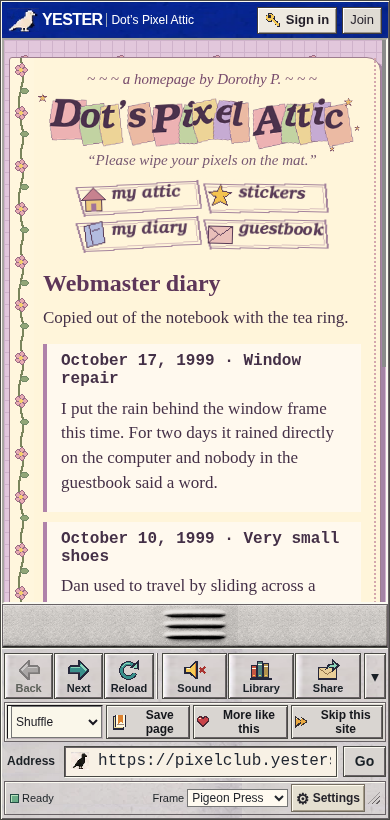 YESTER
Dot's Pixel Attic
Sign in
Join
~ ~ ~ a homepage by Dorothy P. ~ ~ ~
Dot's Pixel Attic
“Please wipe your pixels on the mat.”
my attic
stickers
my diary
guestbook
Webmaster diary
Copied out of the notebook with the tea ring.
October 17, 1999 · Window
repair
I put the rain behind the window frame
this time. For two days it rained directly
on the computer and nobody in the
guestbook said a word.
October 10, 1999 · Very small
shoes
Dan used to travel by sliding across a
Back
Next
Reload
Sound
Library
Share
Shuffle
Save
page
More like
this
Skip this
site
Address
https://pixelclub.yester
Go
Ready
Frame
Pigeon Press
Settings